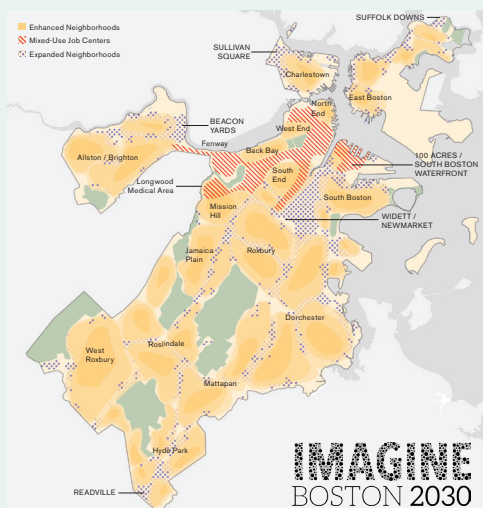 SUFFOLK DOWNS
Enhanced Neighborhoods
Mixed-Use Job Centers
Expanded Neighborhoods
SULLIVAN
SQUARE
Charlestown
East Boston
North
End
BEACON
YARDS
West End
Fenway
Back Bay
Allston / Brighton
100 ACRES /
SOUTH BOSTON
WATERFRONT
South
End
Longwood
Medical Area
South Boston
Mission
Hill
WIDETT /
NEWMARKET
Jamaica
Plain
Roxbury
Dorchester
West
Roxbury
Roslindale
Mattapan
Hyde Park
READVILLE
IMAGINE
BOSTON 2030